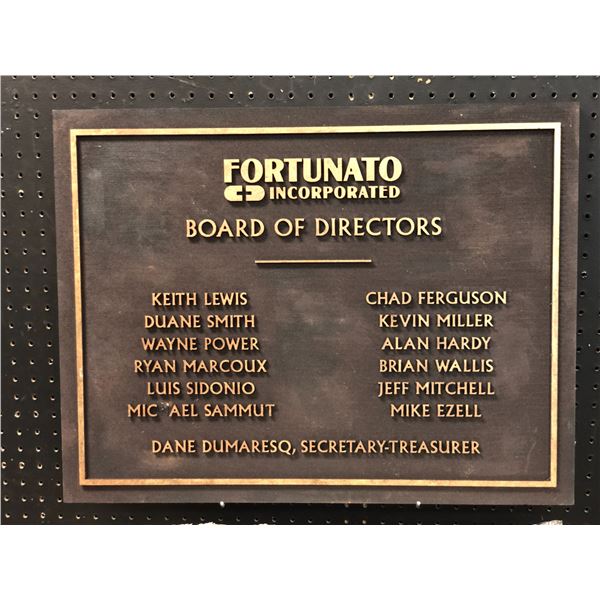 FORTUNATO
INCORPORATED
BOARD OF DIRECTORS
KEITH LEWIS
DUANE SMITH
WAYNE POWER
RYAN MARCOUX
LUIS SIDONIO
MIC AEL SAMMUT
CHAD FERGUSON
KEVIN MILLER
ALAN HARDY
BRIAN WALLIS
JEFF MITCHELL
MIKE EZELL
DANE DUMARESQ, SECRETARY-TREASURER